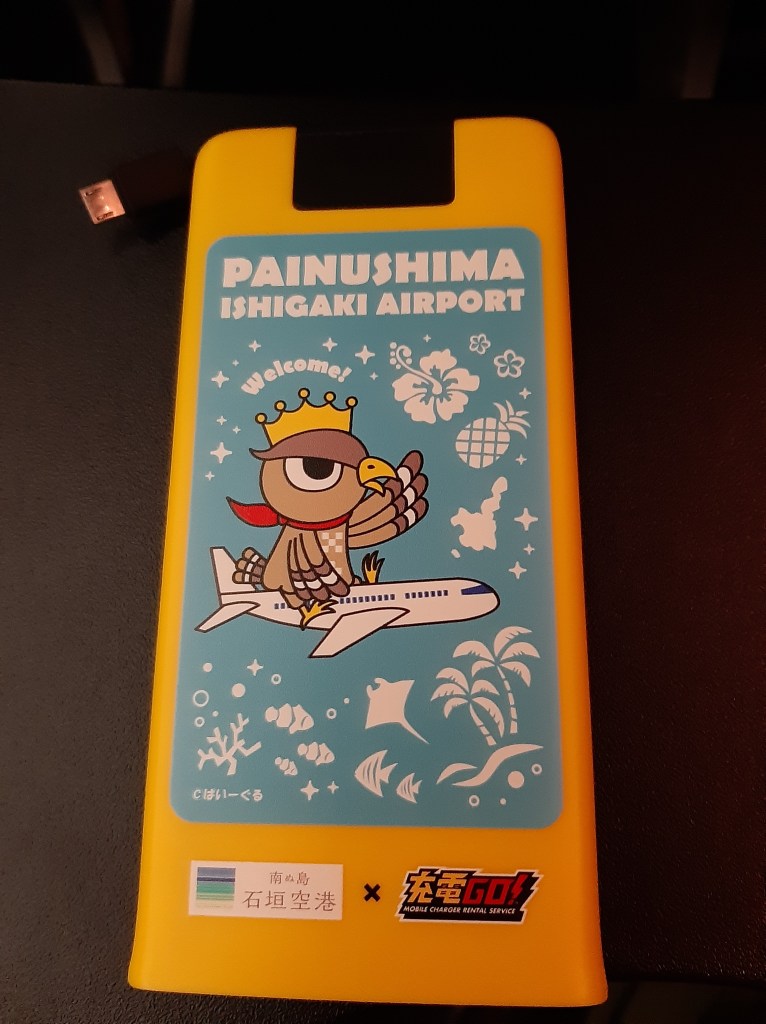 PAINUSHIMA
ISHIGAKI AIRPORT
Welcome!
©ぱいーぐる
南ぬ島
石垣空港
×
充電GO!
MOBILE CHARGER RENTAL SERVICE